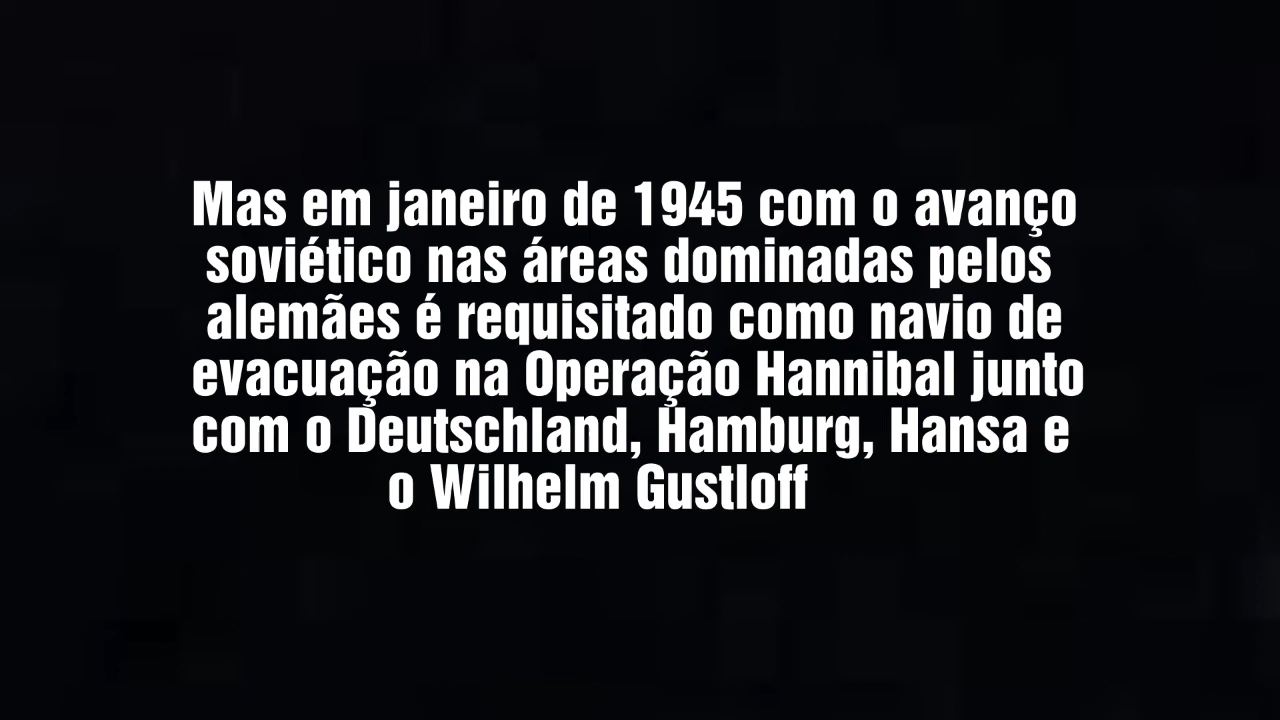 Mas em janeiro de 1945 com o avanço
soviético nas áreas dominadas pelos
alemães é requisitado como navio de
evacuação na Operação Hannibal junto
com o Deutschland, Hamburg, Hansa e
o Wilhelm Gustloff